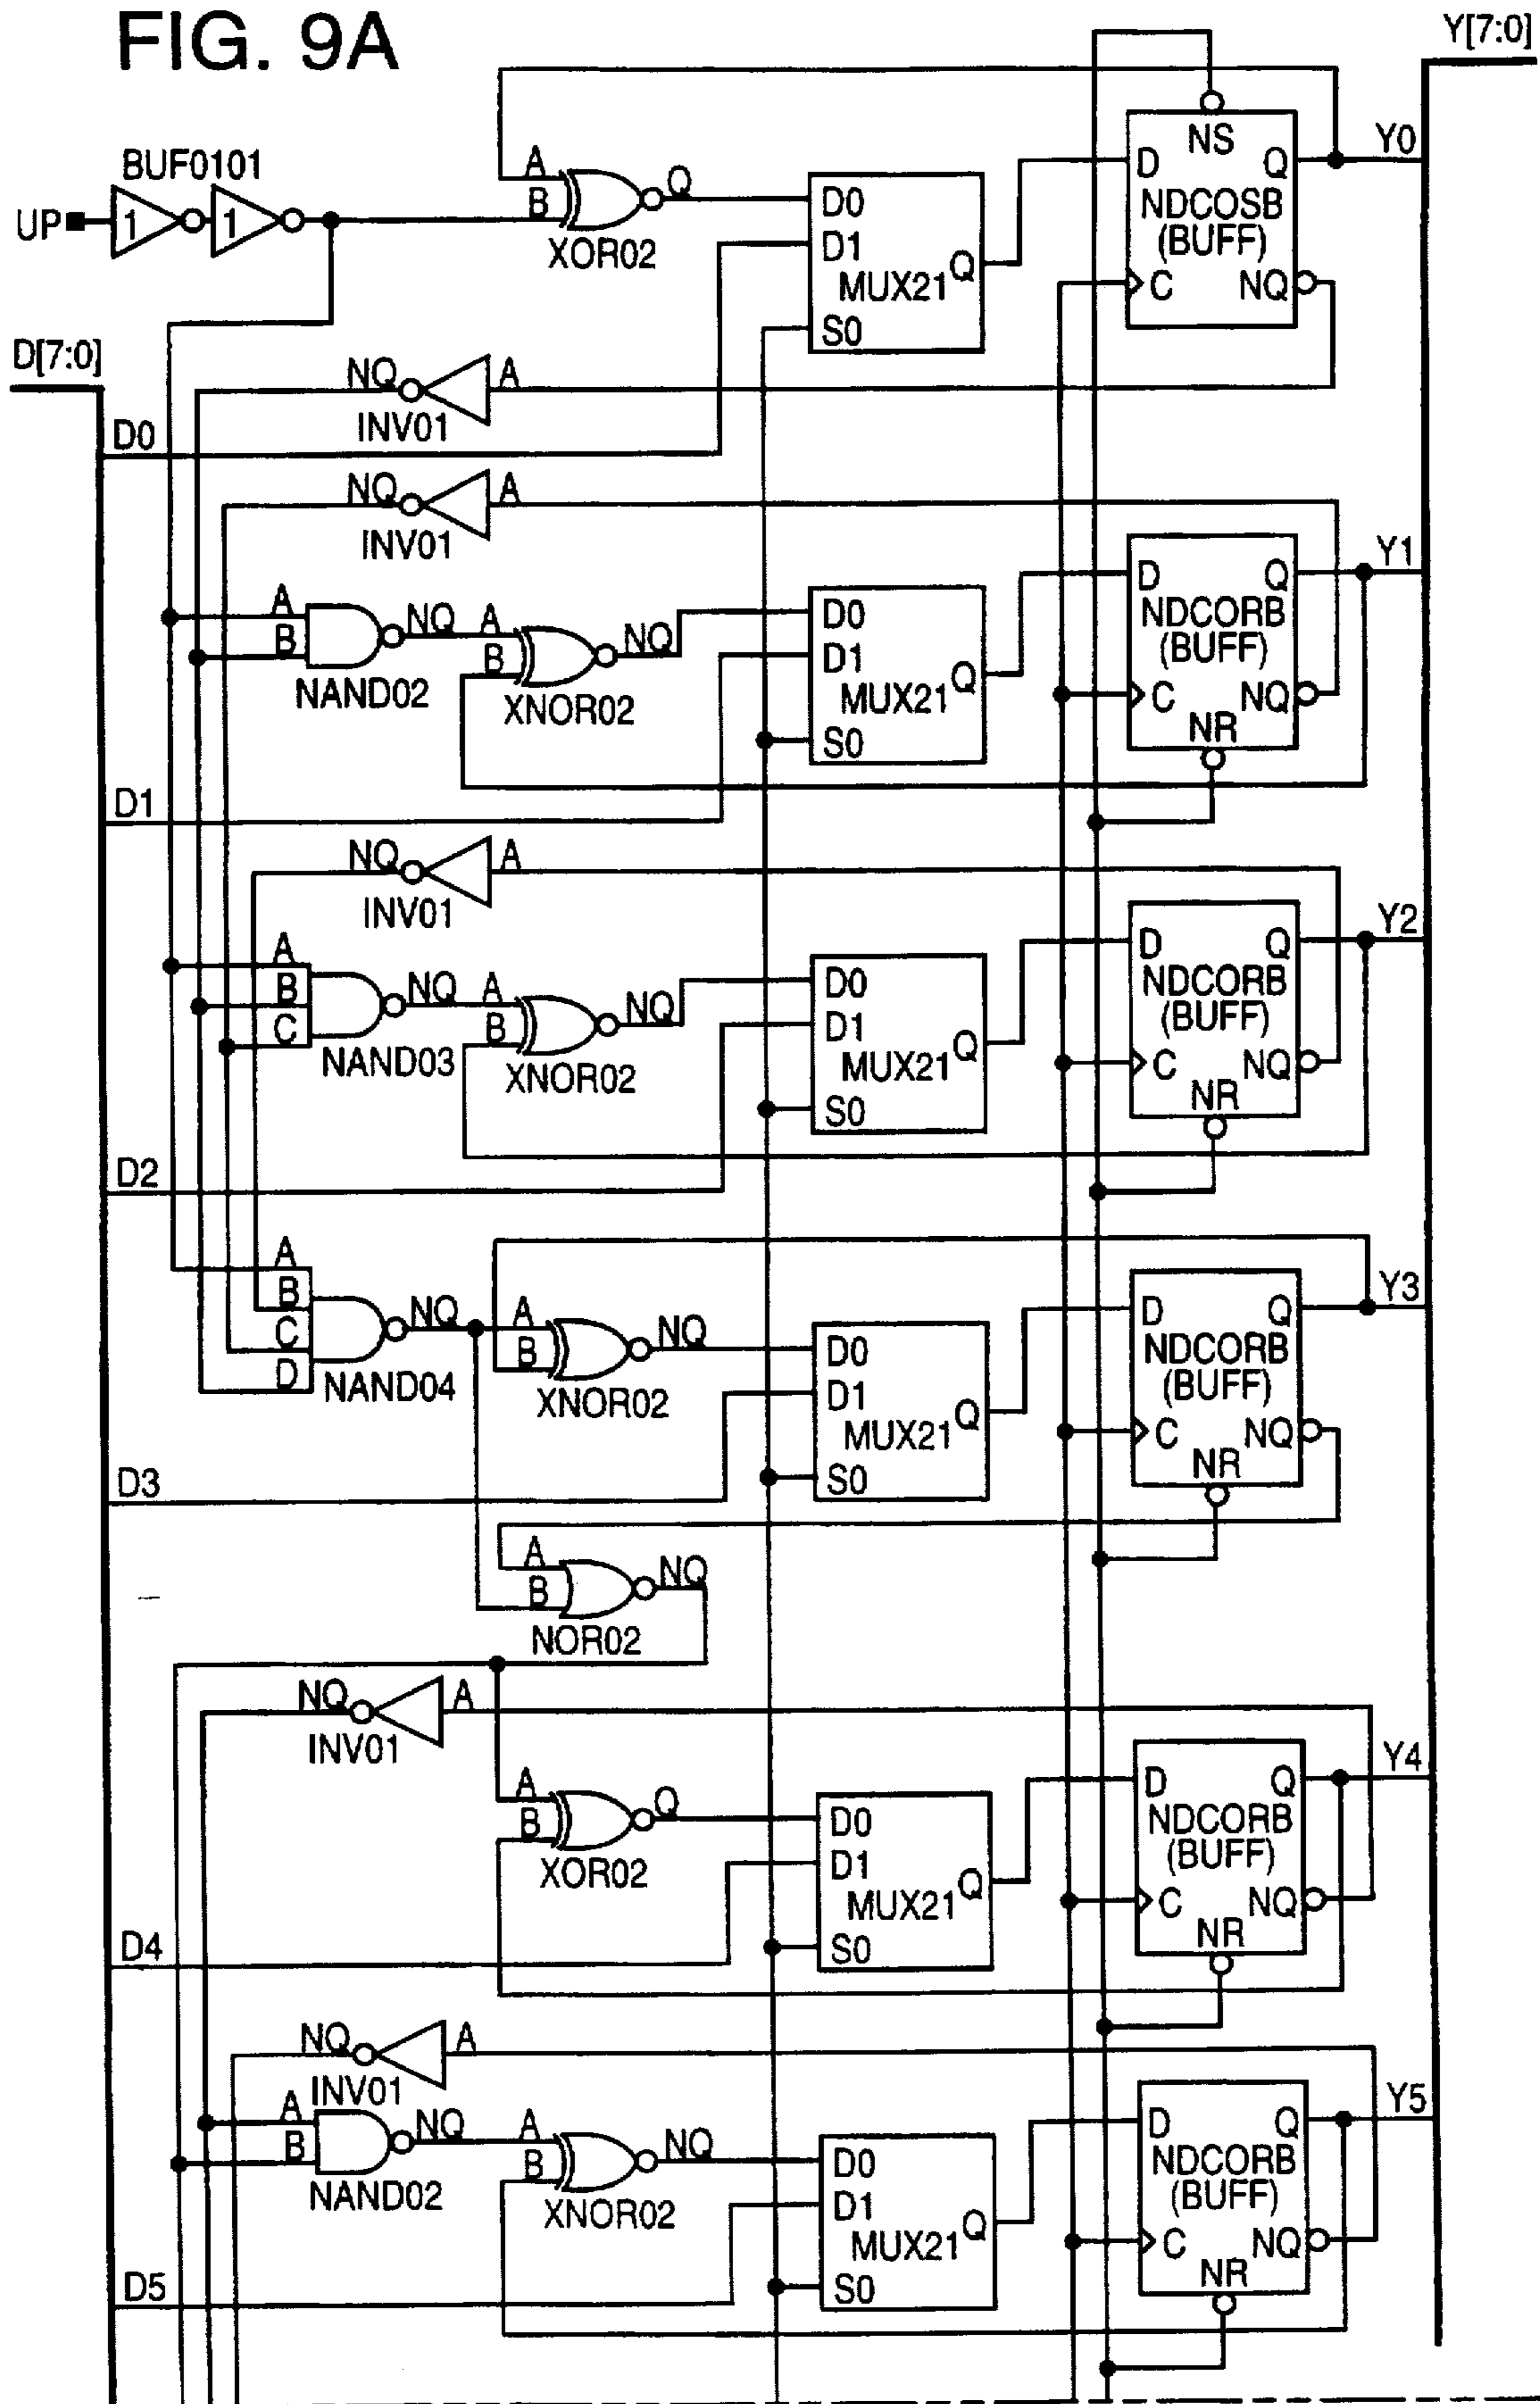 FIG. 9A
Y[7:0]
BUF0101
UP
1
1
A
B
Q
XOR02
D0
D1
MUX21
Q
S0
NS
D
Q
NDCOSB
(BUFF)
C
NQ
Y0
D[7:0]
NQ
A
INV01
D0
NQ
A
INV01
A
B
NQ
NAND02
A
B
NQ
XNOR02
D0
D1
MUX21
Q
S0
D
Q
NDCORB
(BUFF)
C
NQ
NR
Y1
D1
NQ
A
INV01
A
B
C
NQ
NAND03
A
B
NQ
XNOR02
D0
D1
MUX21
Q
S0
D
Q
NDCORB
(BUFF)
C
NQ
NR
Y2
D2
A
B
C
D
NQ
NAND04
A
B
NQ
XNOR02
D0
D1
MUX21
Q
S0
D
Q
NDCORB
(BUFF)
C
NQ
NR
Y3
D3
A
B
NQ
NOR02
NQ
A
INV01
A
B
Q
XOR02
D0
D1
MUX21
Q
S0
D
Q
NDCORB
(BUFF)
C
NQ
NR
Y4
D4
NQ
A
INV01
A
B
NQ
NAND02
A
B
NQ
XNOR02
D0
D1
MUX21
Q
S0
D
Q
NDCORB
(BUFF)
C
NQ
NR
Y5
D5